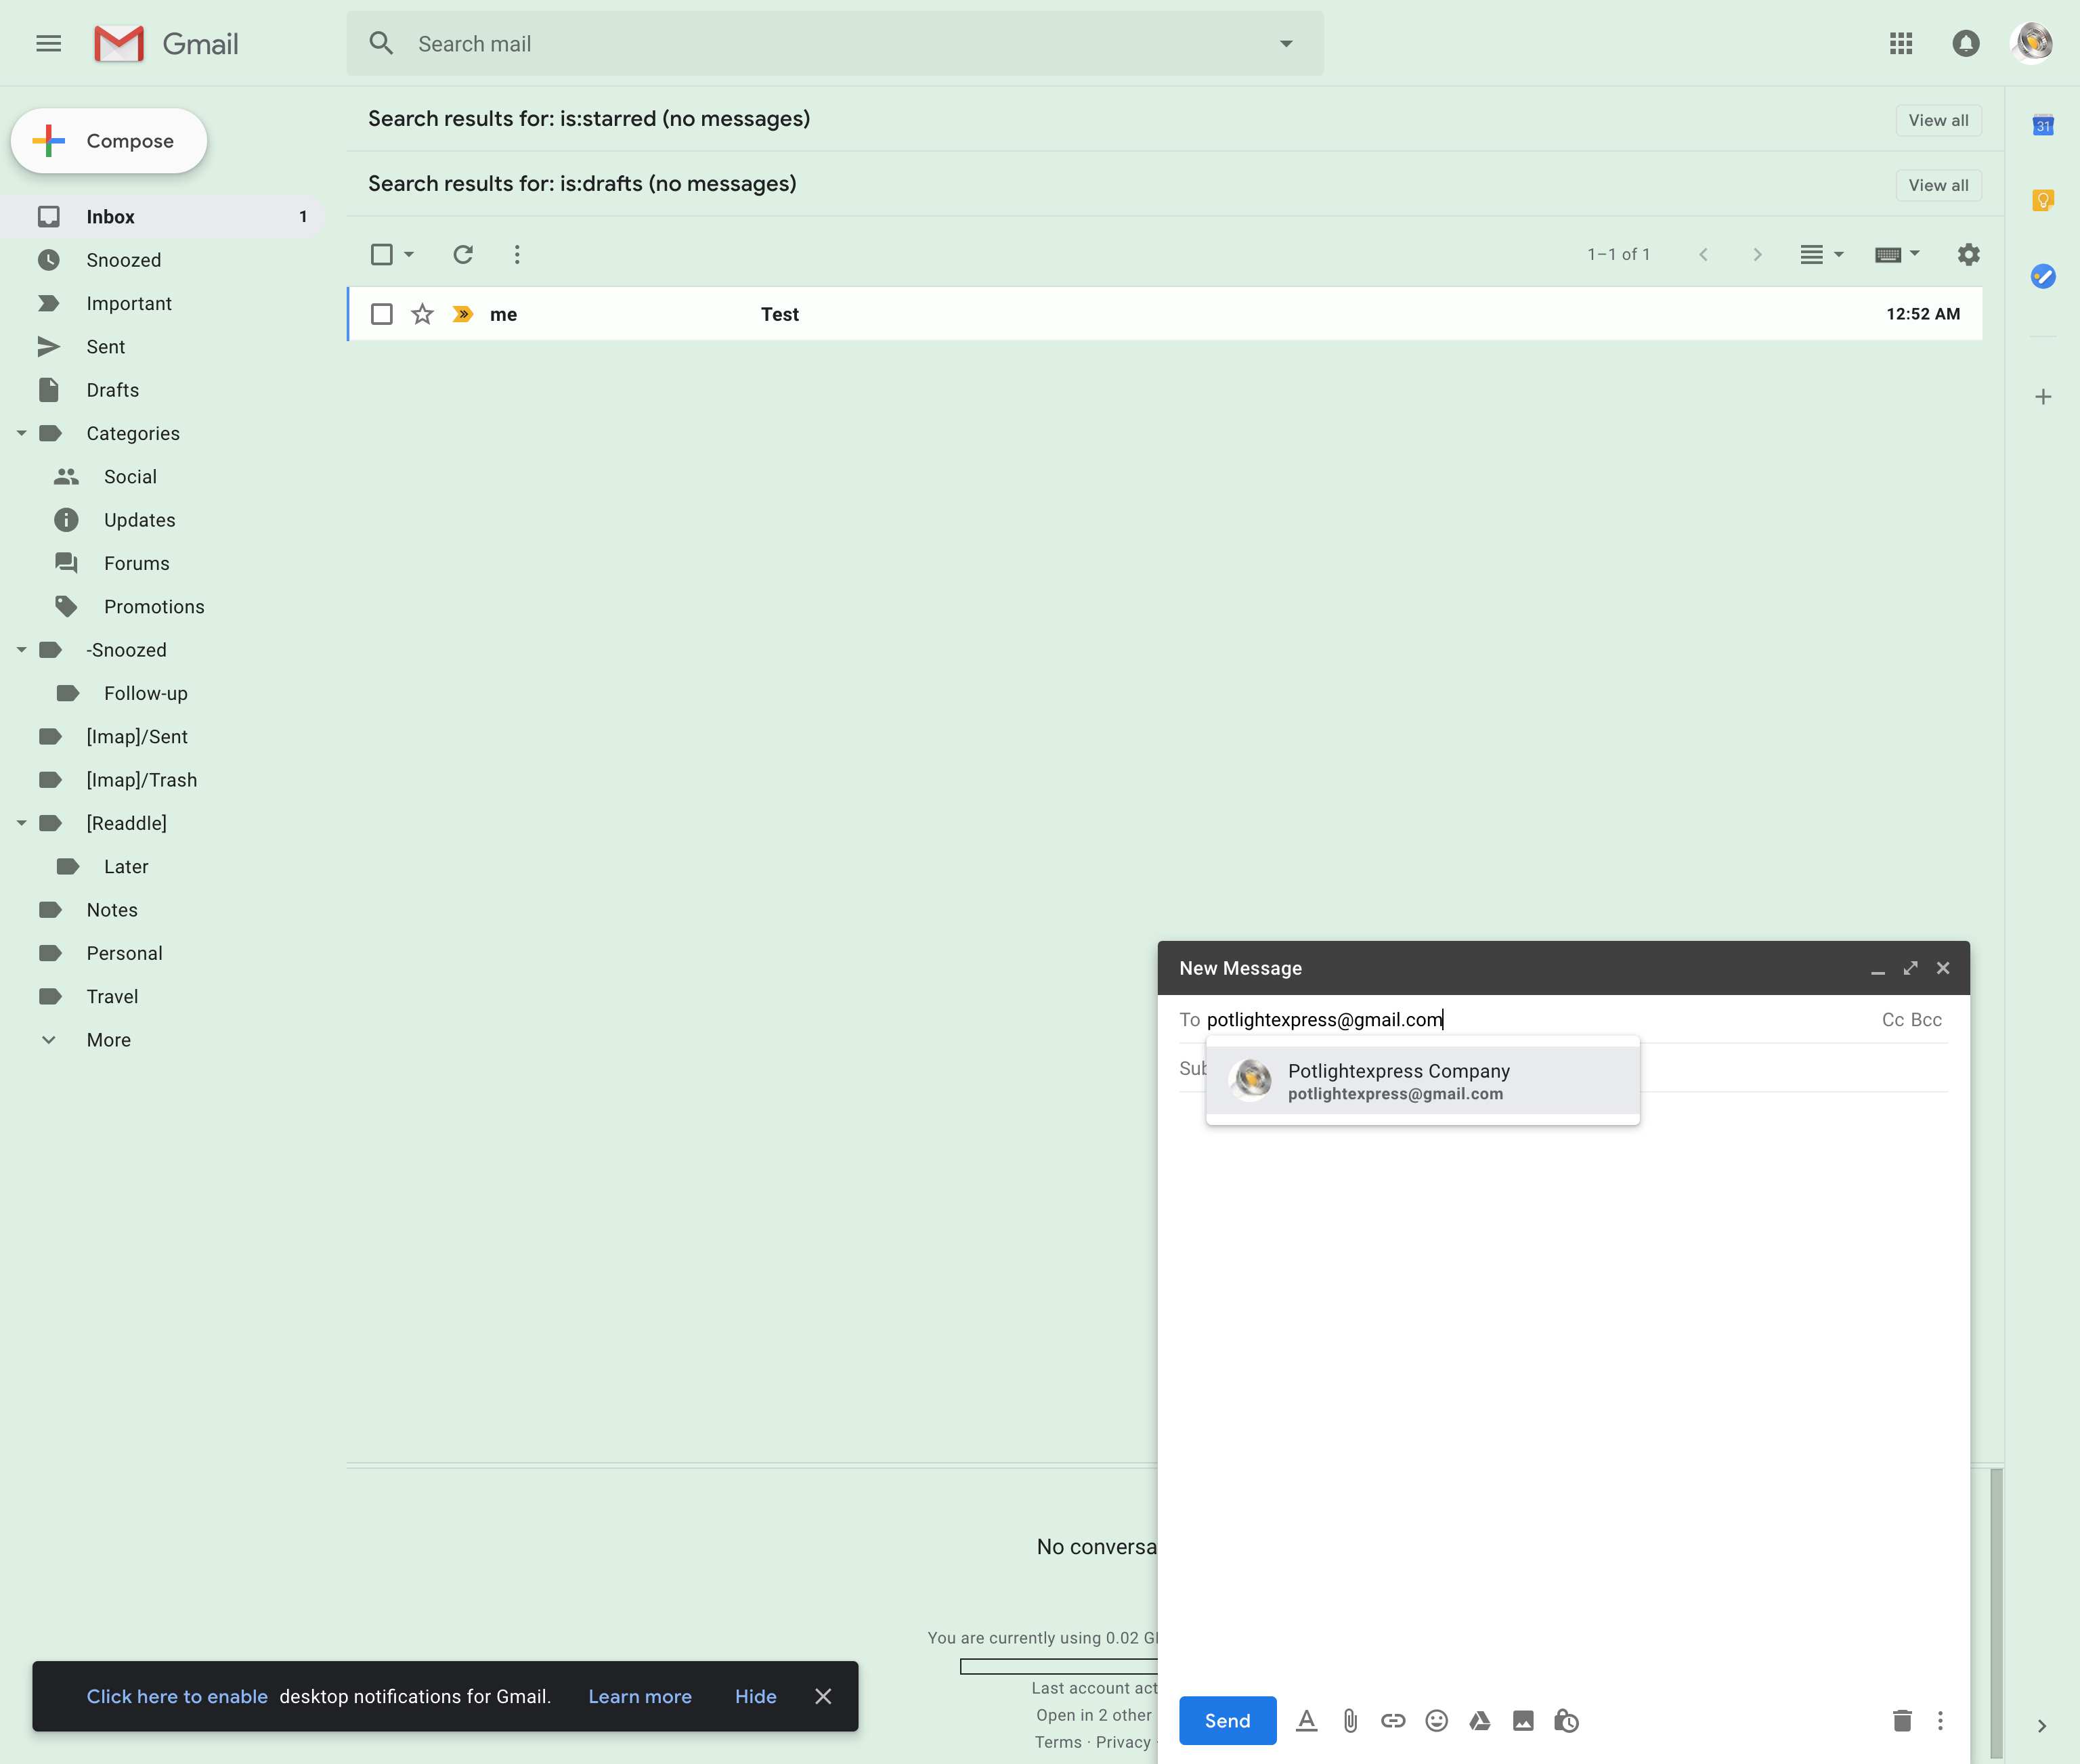 Gmail
Search mail
Compose
Search results for: is:starred (no messages)
View all
Search results for: is:drafts (no messages)
View all
31
Inbox 1
Snoozed
Important
Sent
Drafts
Categories
Social
Updates
Forums
Promotions
-Snoozed
Follow-up
[Imap]/Sent
[Imap]/Trash
[Readdle]
Later
Notes
Personal
Travel
More
1–1 of 1
me Test 12:52 AM
New Message
To potlightexpress@gmail.com Cc Bcc
Sub
Potlightexpress Company
potlightexpress@gmail.com
No conversa
You are currently using 0.02 G
Last account act
Open in 2 other
Terms · Privacy ·
Click here to enable desktop notifications for Gmail. Learn more Hide
Send